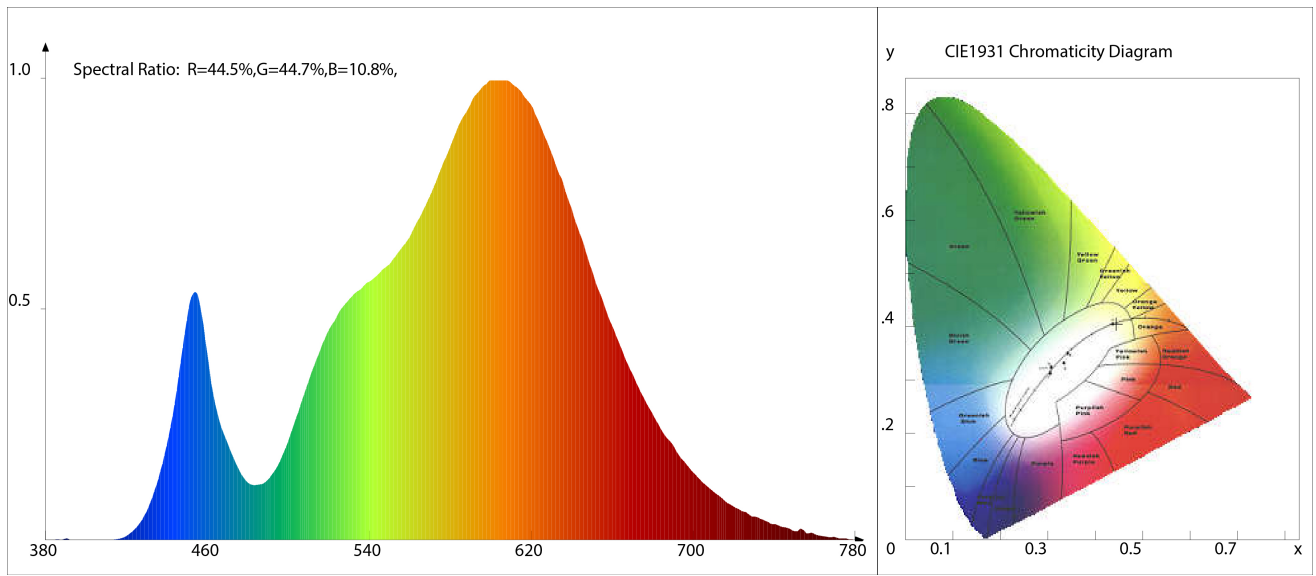 Spectral Ratio: R=44.5%,G=44.7%,B=10.8%,
1.0
0.5
380 460 540 620 700 780
y CIE1931 Chromaticity Diagram
.8
.6
.4
.2
0 0.1 0.3 0.5 0.7 x
Yellowish
Green
Green
Yellow
Green
Greenish
Yellow
Yellow
Orange
Yellow
Orange
Bluish
Green
Yellowish
Pink
Reddish
Orange
Pink
Red
Purplish
Pink
Greenish
Blue
Purplish
Red
Blue
Purple
Reddish
Purple